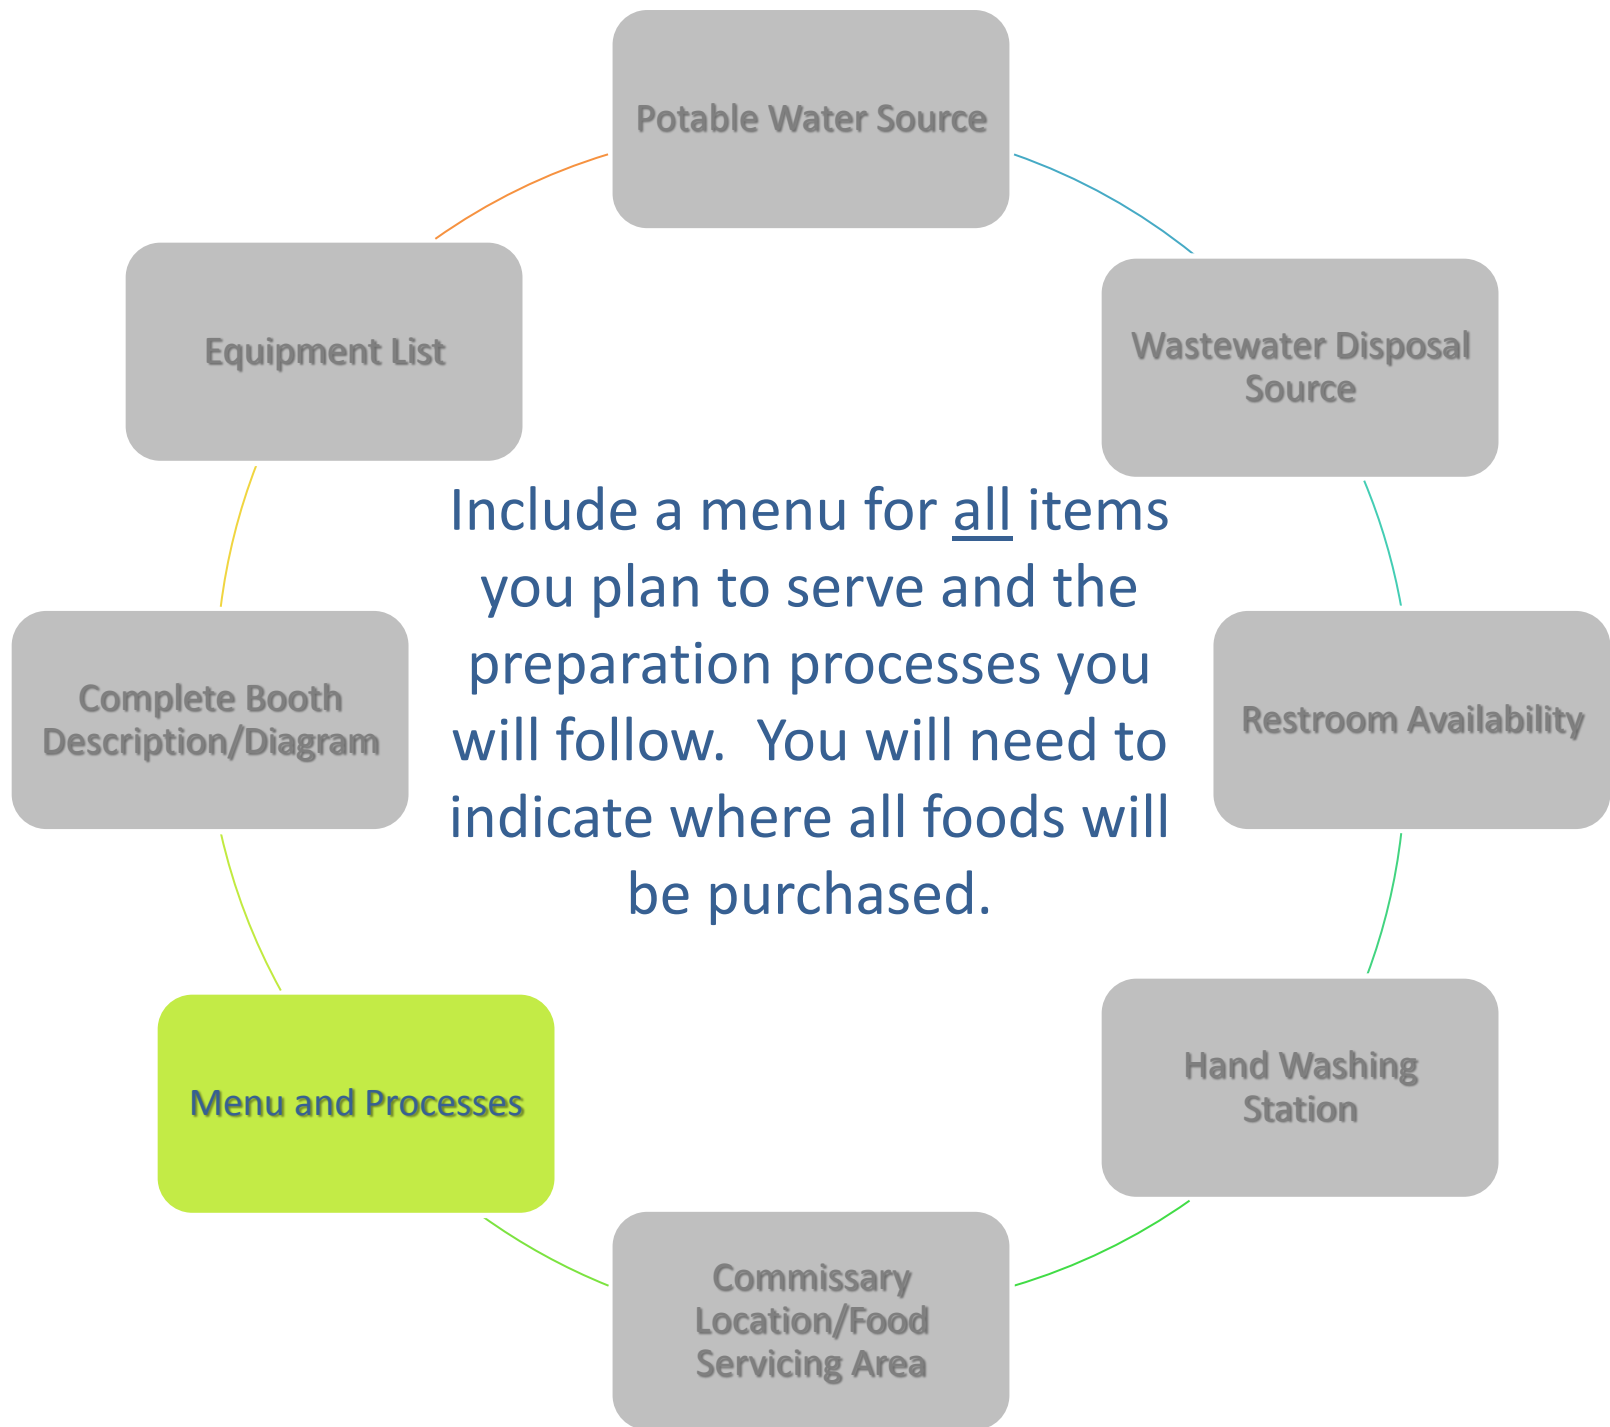 Potable Water Source
Wastewater Disposal
Source
Restroom Availability
Hand Washing
Station
Commissary
Location/Food
Servicing Area
Menu and Processes
Complete Booth
Description/Diagram
Equipment List
Include a menu for all items
you plan to serve and the
preparation processes you
will follow.  You will need to
indicate where all foods will
be purchased.